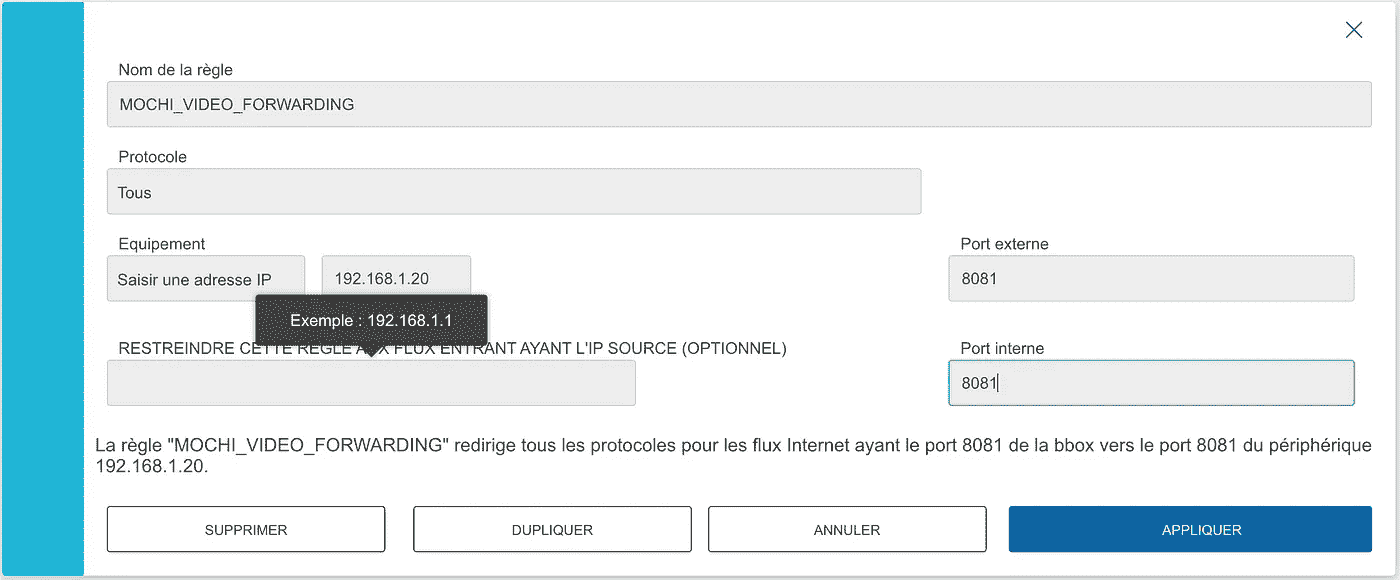 Nom de la règle
MOCHI_VIDEO_FORWARDING
Protocole
Tous
Equipement
Port externe
Saisir une adresse IP
192.168.1.20
8081
Exemple : 192.168.1.1
RESTREINDRE CETTE REGLE AUX FLUX ENTRANT AYANT L'IP SOURCE (OPTIONNEL)
Port interne
8081
La règle "MOCHI_VIDEO_FORWARDING" redirige tous les protocoles pour les flux Internet ayant le port 8081 de la bbox vers le port 8081 du périphérique
192.168.1.20.
SUPPRIMER
DUPLIQUER
ANNULER
APPLIQUER